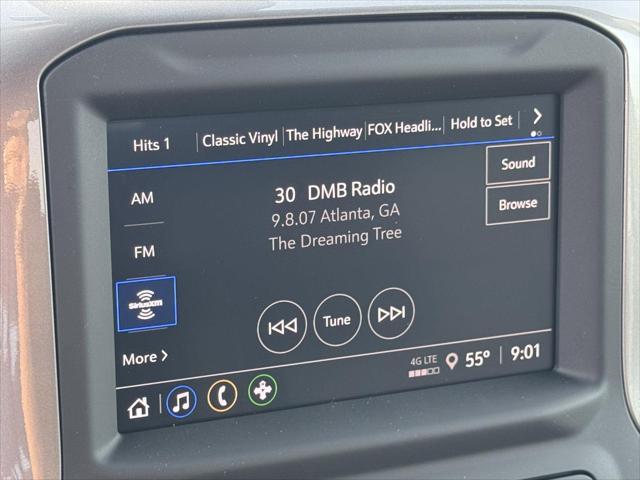 Hits 1 Classic Vinyl The Highway FOX Headli... Hold to Set >
AM
30 DMB Radio
Sound
9.8.07 Atlanta, GA
Browse
The Dreaming Tree
FM
SiriusXM
Tune
More >
4G LTE 55° 9:01